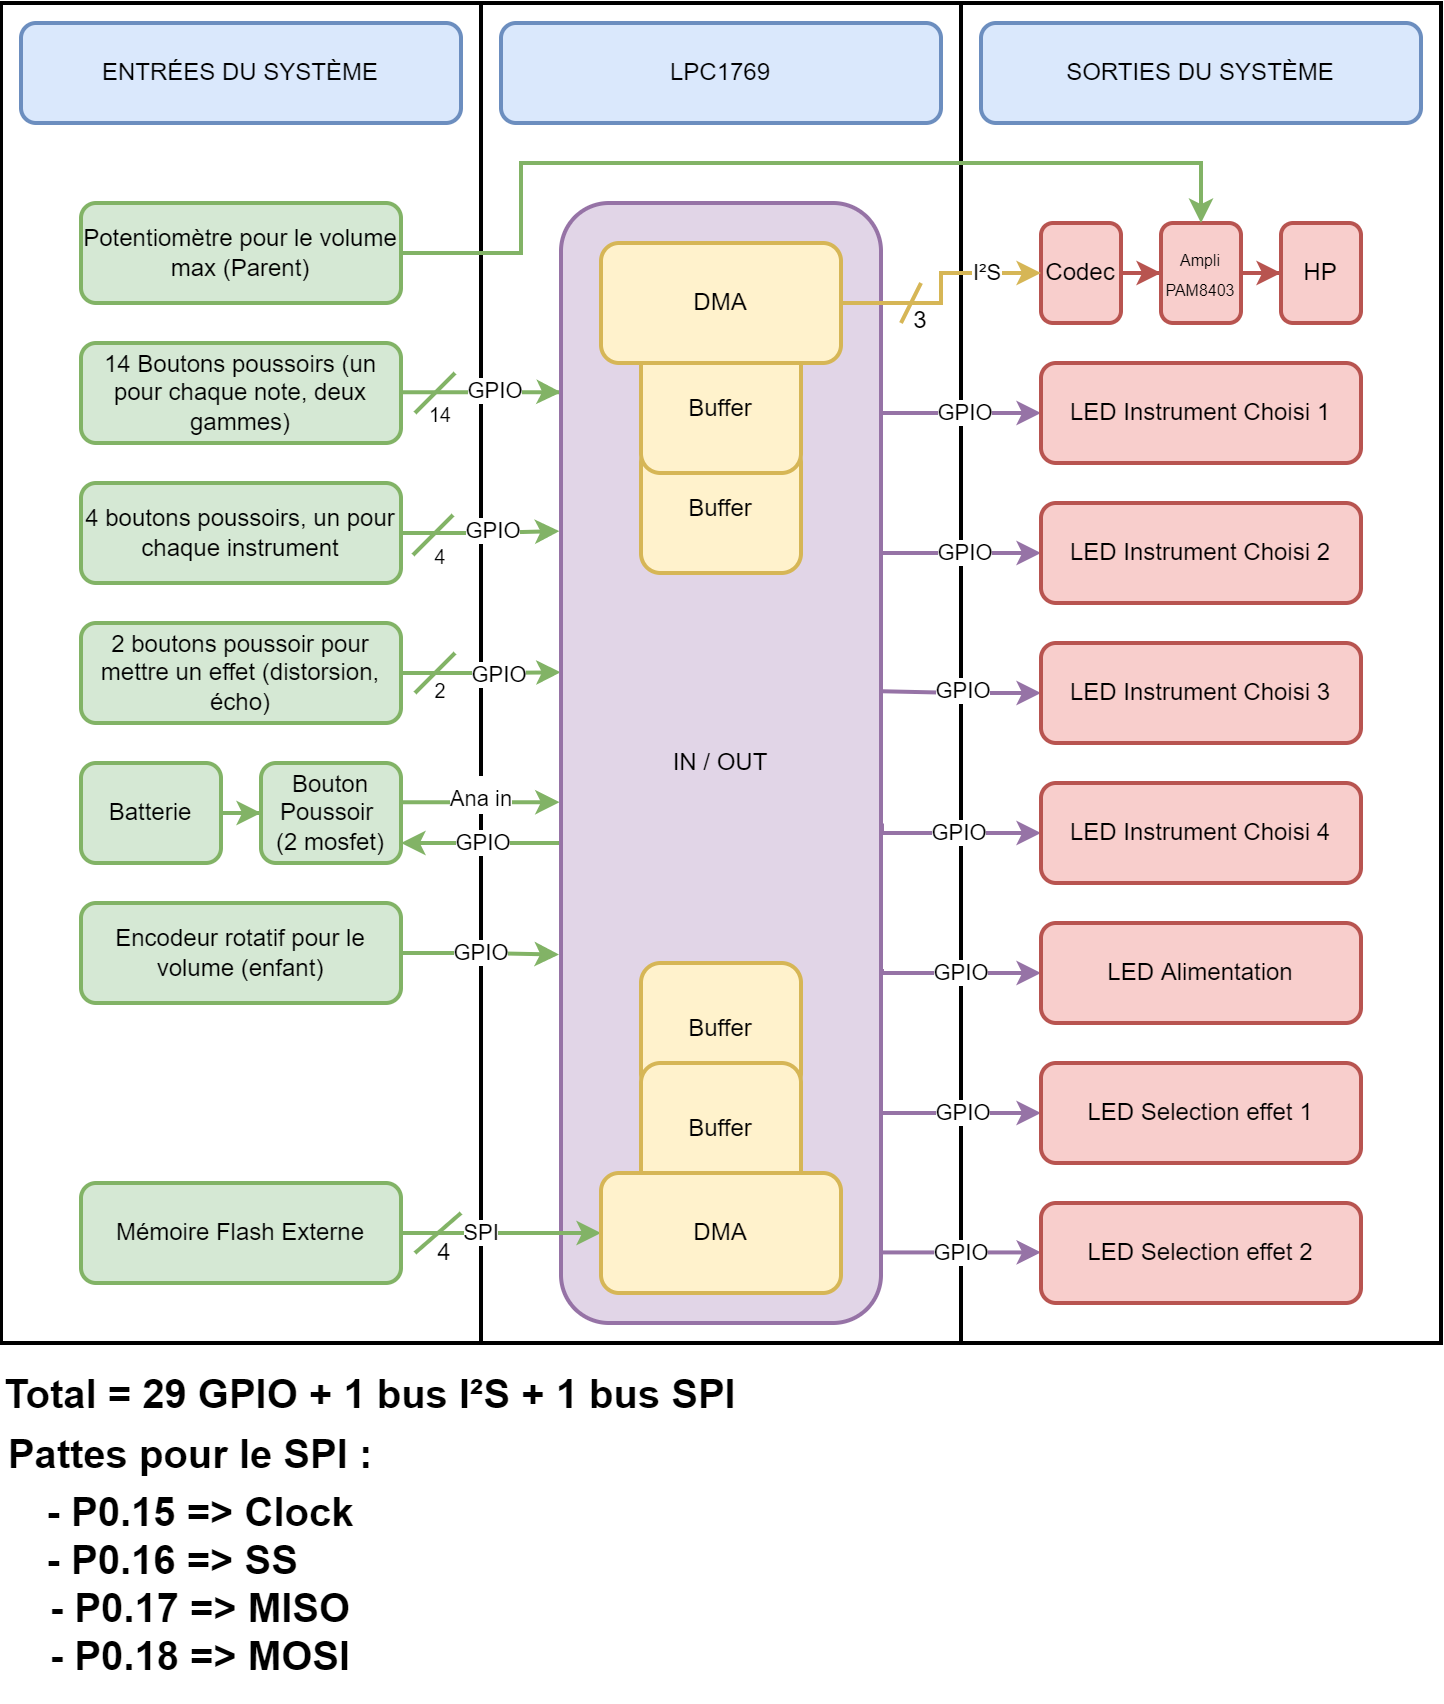 ENTRÉES DU SYSTÈME
LPC1769
SORTIES DU SYSTÈME
Potentiomètre pour le volume
max (Parent)
14 Boutons poussoirs (un
pour chaque note, deux
gammes)
14
GPIO
4 boutons poussoirs, un pour
chaque instrument
4
GPIO
2 boutons poussoir pour
mettre un effet (distorsion,
écho)
2
GPIO
Batterie
Bouton
Poussoir
(2 mosfet)
Ana in
GPIO
Encodeur rotatif pour le
volume (enfant)
GPIO
Mémoire Flash Externe
4
SPI
DMA
Buffer
Buffer
IN / OUT
Buffer
Buffer
DMA
3
I²S
Codec
Ampli
PAM8403
HP
GPIO
LED Instrument Choisi 1
GPIO
LED Instrument Choisi 2
GPIO
LED Instrument Choisi 3
GPIO
LED Instrument Choisi 4
GPIO
LED Alimentation
GPIO
LED Selection effet 1
GPIO
LED Selection effet 2
Total = 29 GPIO + 1 bus I²S + 1 bus SPI
Pattes pour le SPI :
- P0.15 => Clock
- P0.16 => SS
- P0.17 => MISO
- P0.18 => MOSI